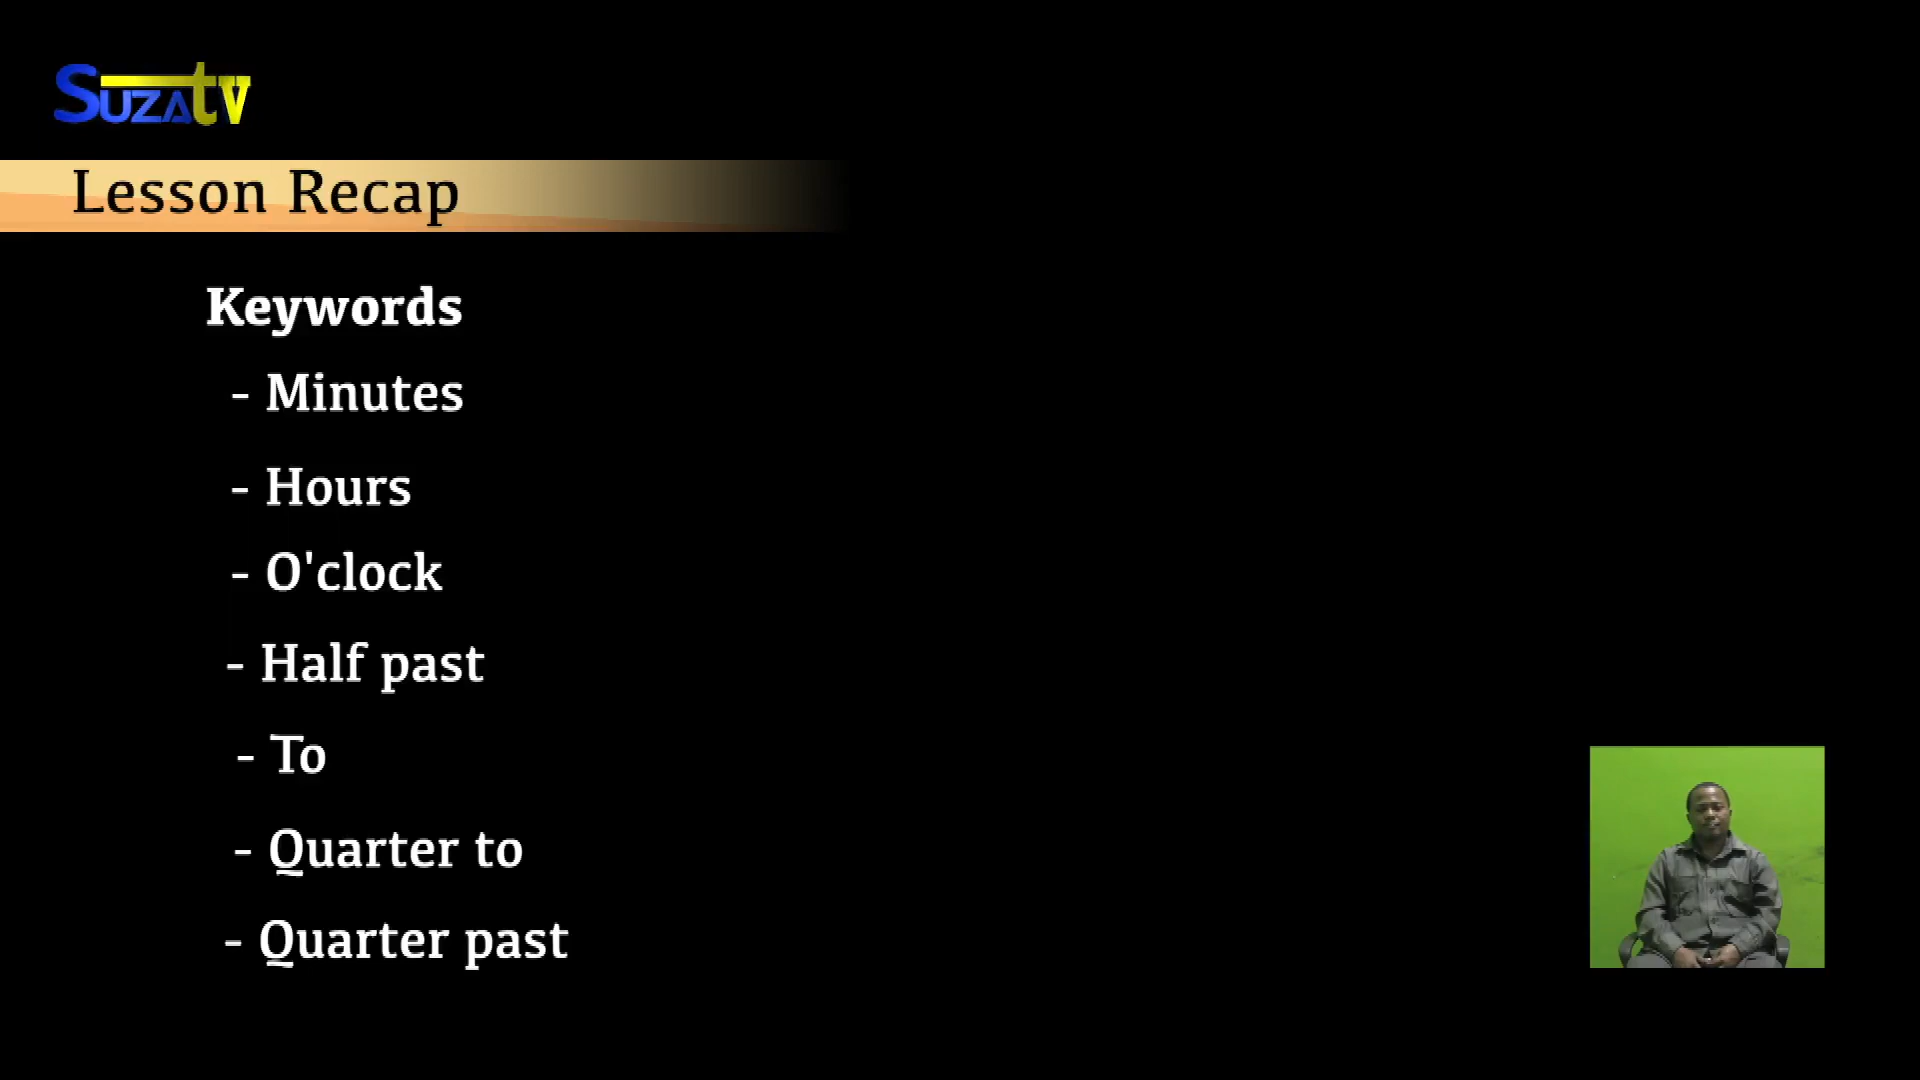 SUZAtv
Lesson Recap
Keywords
- Minutes
- Hours
- O'clock
- Half past
- To
- Quarter to
- Quarter past